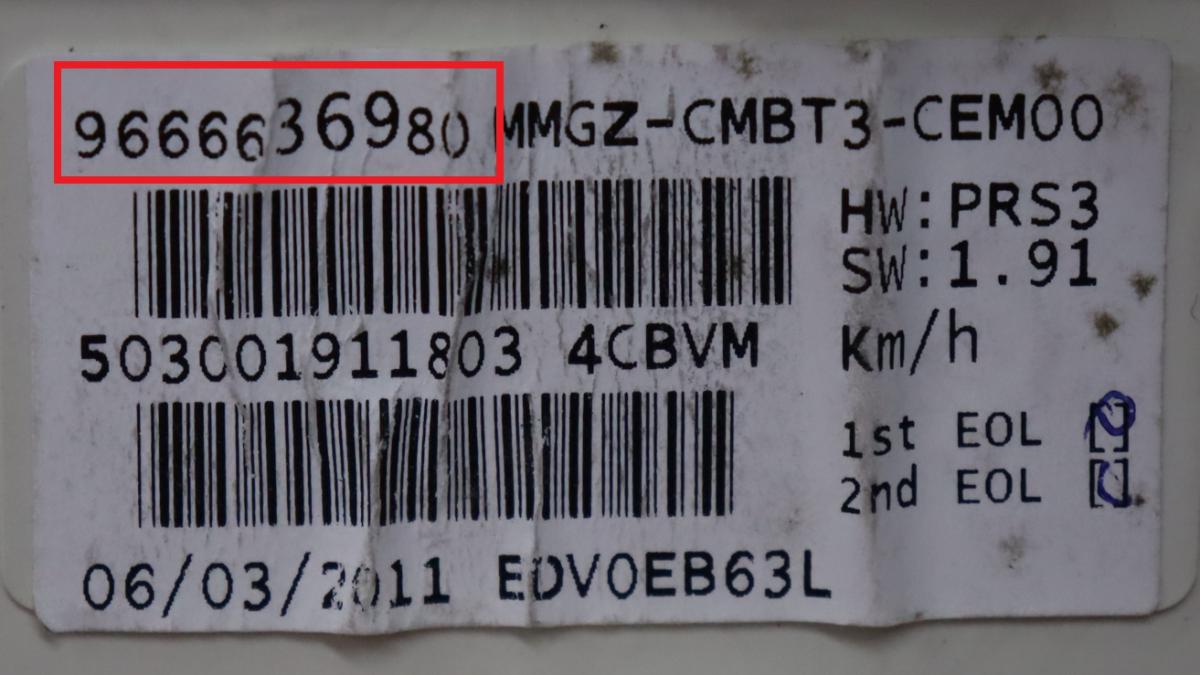 9666636980 MMGZ-CMBT3-CEM00
HW:PRS3
SW:1.91
503001911803 4CBVM
Km/h
1st EOL [ ]
2nd EOL [ ]
06/03/2011 EDV0EB63L